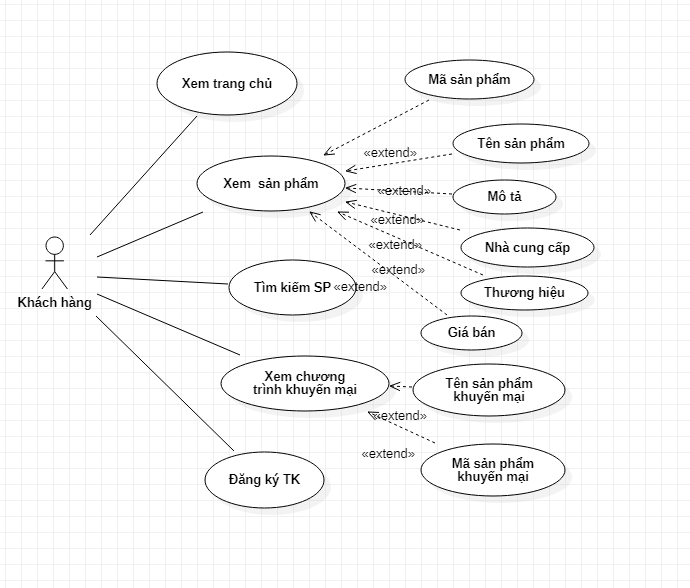 Xem trang chủ
Mã sản phẩm
Tên sản phẩm
«extend»
Xem sản phẩm
«extend»
Mô tả
«extend»
Nhà cung cấp
«extend»
«extend»
Tìm kiếm SP
«extend»
Thương hiệu
Khách hàng
Giá bán
Xem chương
trình khuyến mại
Tên sản phẩm
khuyến mại
«extend»
«extend»
Mã sản phẩm
khuyến mại
Đăng ký TK